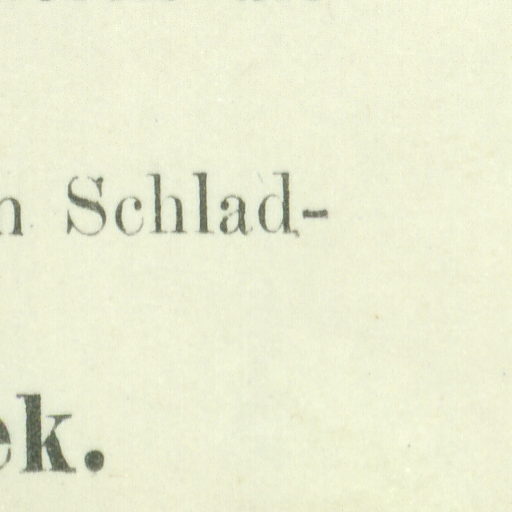 n Schlad-
ek.